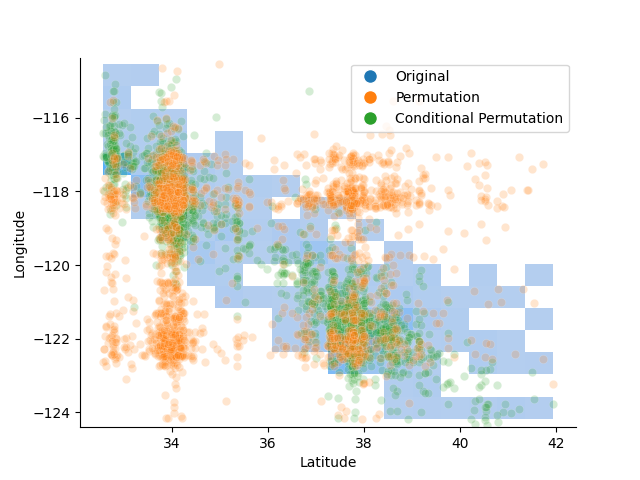 Original
Permutation
Conditional Permutation
−116
−118
−120
−122
−124
Longitude
34
36
38
40
42
Latitude